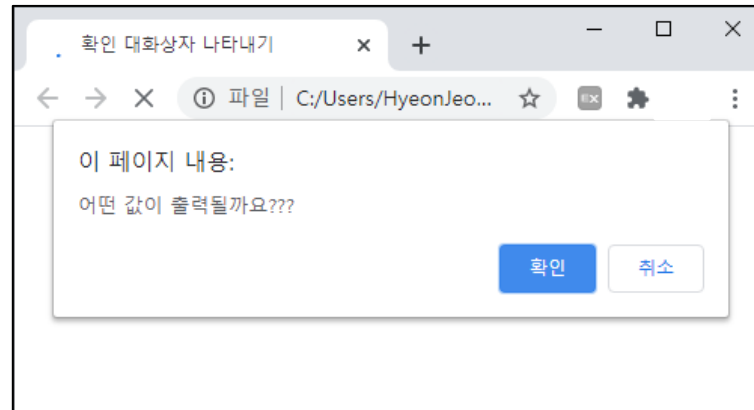 확인 대화상자 나타내기
파일 | C:/Users/HyeonJeo...
EX
이 페이지 내용:
어떤 값이 출력될까요???
확인 취소